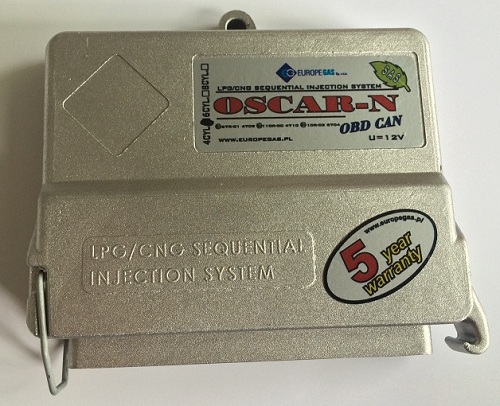 EUROPEGAS
GAS
LPG/CNG SEQUENTIAL INJECTION SYSTEM
4CYL 6CYL 8CYL
OSCAR-N
OBD CAN
WWW.EUROPEGAS.PL
U=12V
LPG/CNG SEQUENTIAL
INJECTION SYSTEM
www.europegas.pl
5 year
warranty